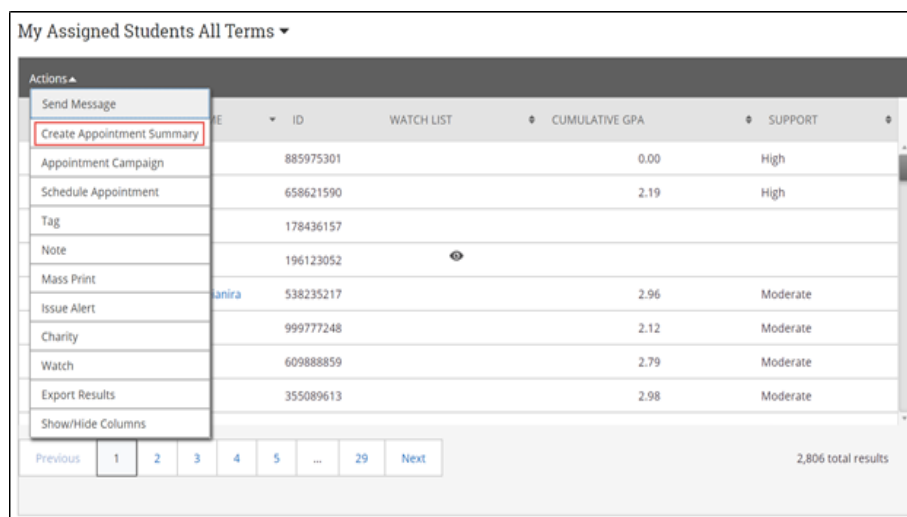 My Assigned Students All Terms
Actions
Send Message
ID WATCH LIST CUMULATIVE GPA SUPPORT
Create Appointment Summary
885975301 0.00 High
Appointment Campaign
Schedule Appointment 658621590 2.19 High
Tag 178436157
Note
196123052
Mass Print
ianira 538235217 2.96 Moderate
Issue Alert
999777248 2.12 Moderate
Charity
Watch 609888859 2.79 Moderate
Export Results 355089613 2.98 Moderate
Show/Hide Columns
Previous 1 2 3 4 5 ... 29 Next 2,806 total results